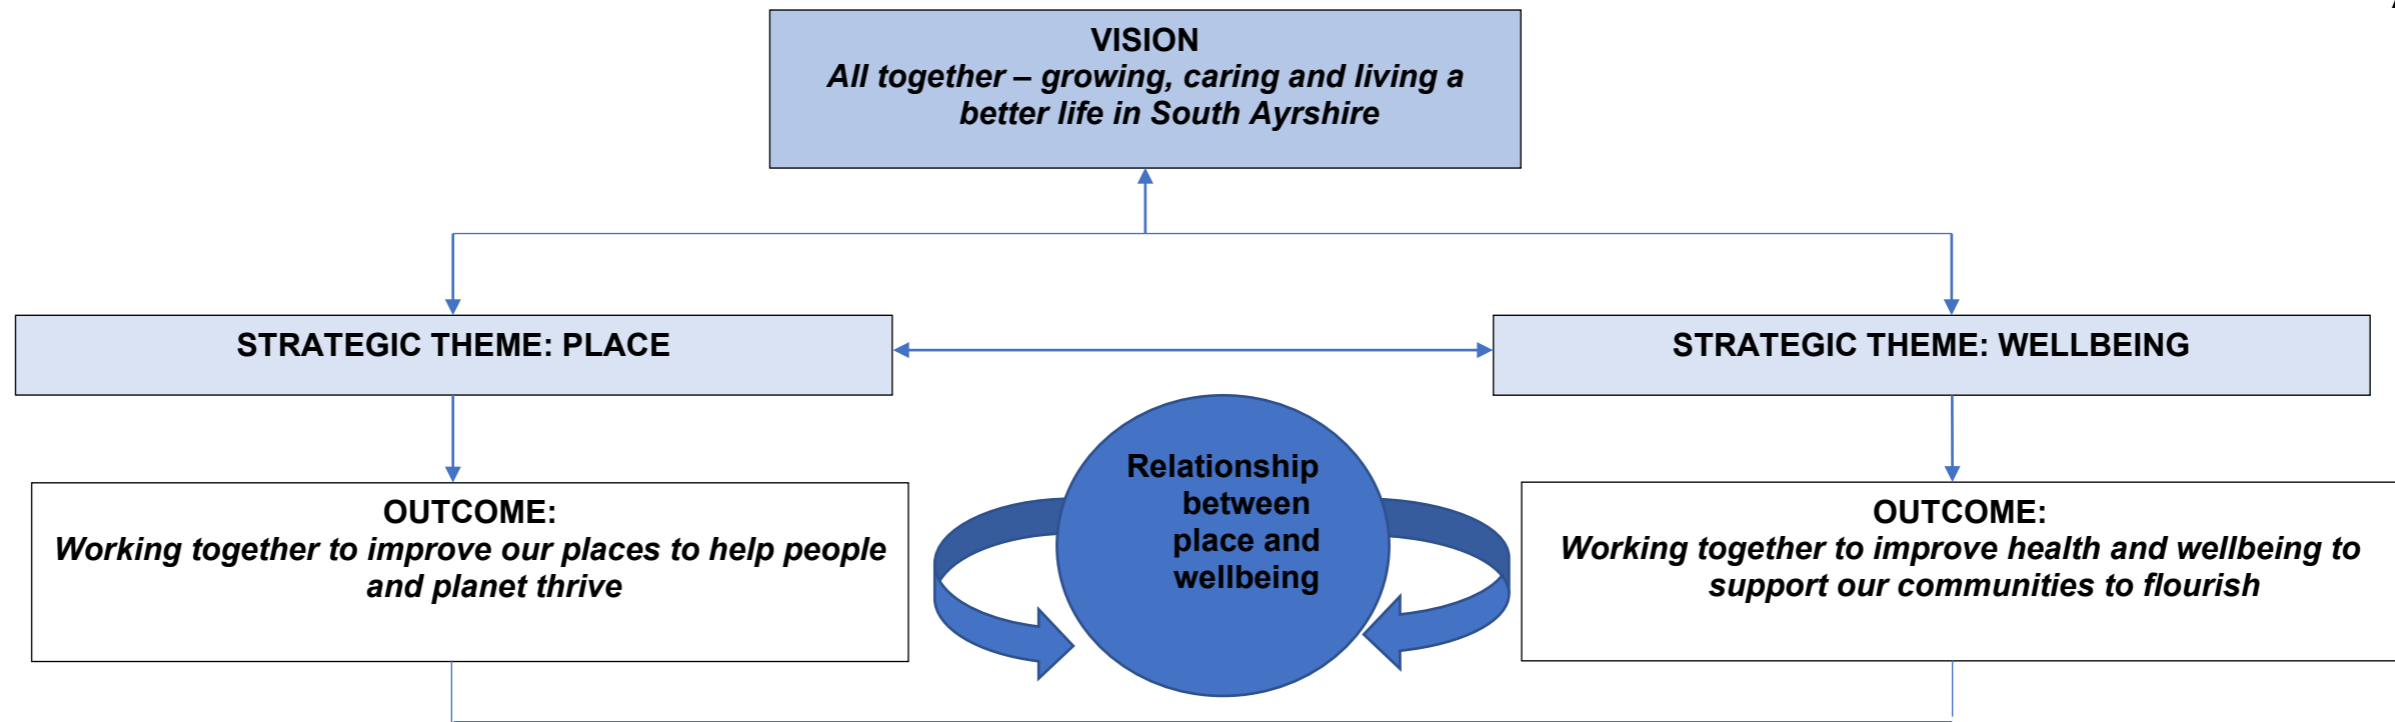 VISION
All together – growing, caring and living a
better life in South Ayrshire
STRATEGIC THEME: PLACE
STRATEGIC THEME: WELLBEING
Relationship
between
place and
wellbeing
OUTCOME:
Working together to improve our places to help people
and planet thrive
OUTCOME:
Working together to improve health and wellbeing to
support our communities to flourish